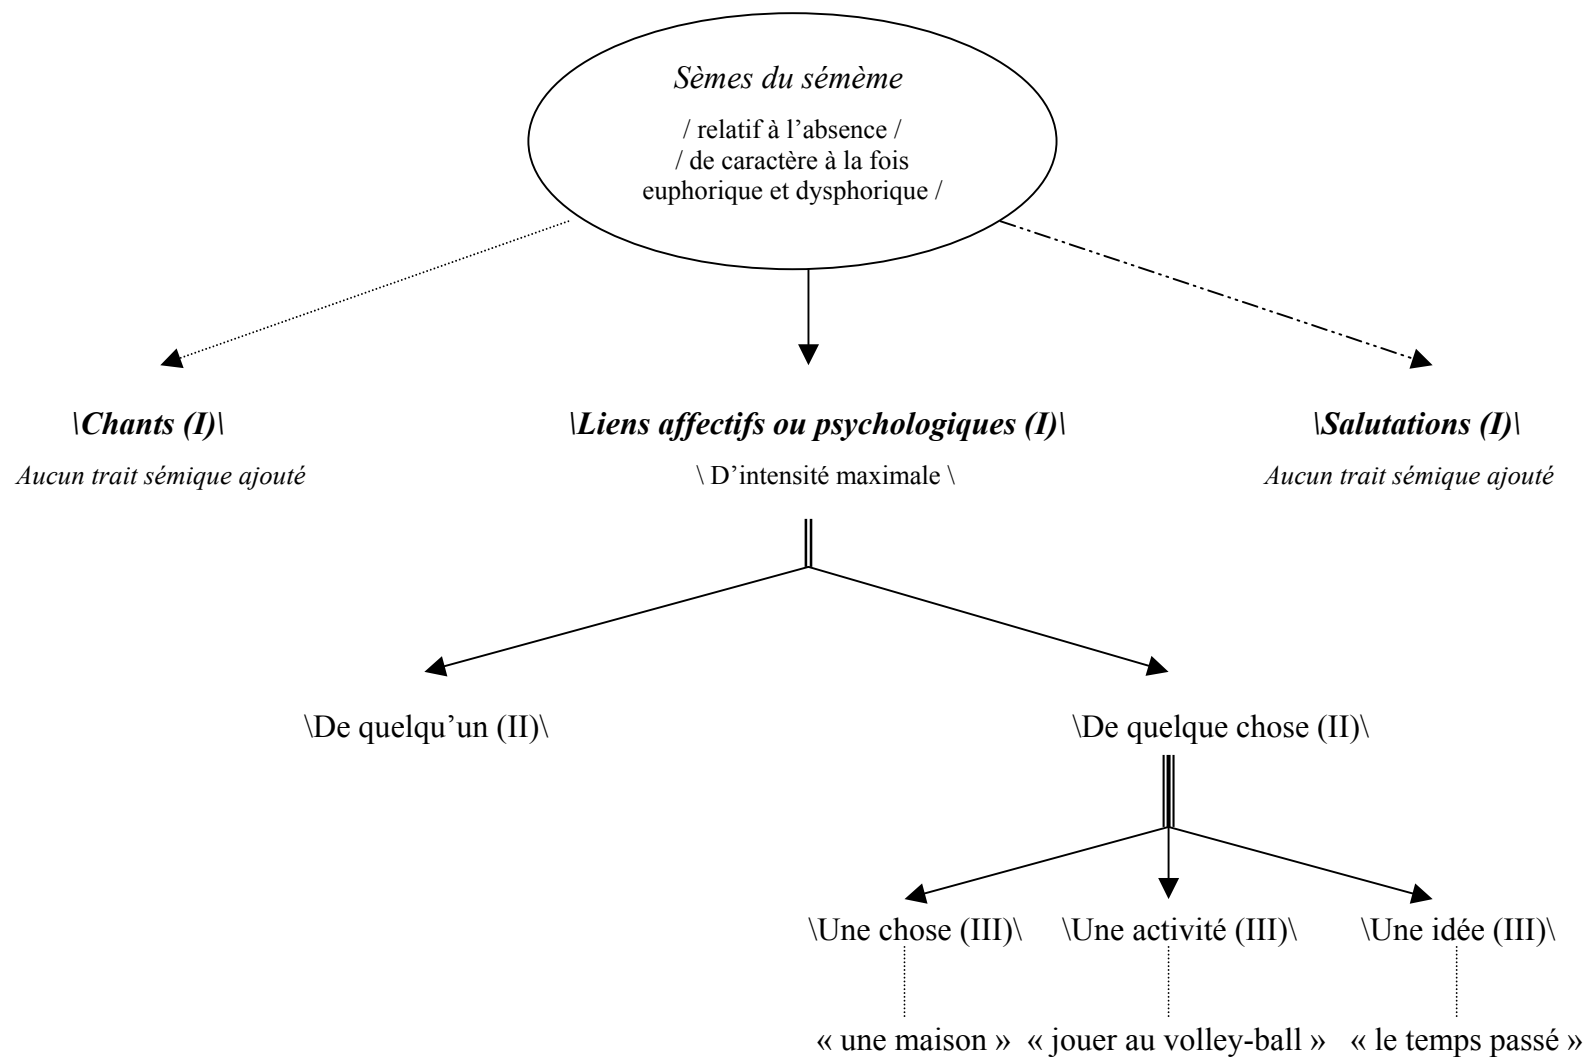 Sèmes du sémème
/ relatif à l’absence /
/ de caractère à la fois
euphorique et dysphorique /
\Chants (I)\
\Liens affectifs ou psychologiques (I)\
\Salutations (I)\
Aucun trait sémique ajouté
\ D’intensité maximale \
Aucun trait sémique ajouté
\De quelqu’un (II)\
\De quelque chose (II)\
\Une chose (III)\
\Une activité (III)\
\Une idée (III)\
« une maison »
« jouer au volley-ball »
« le temps passé »